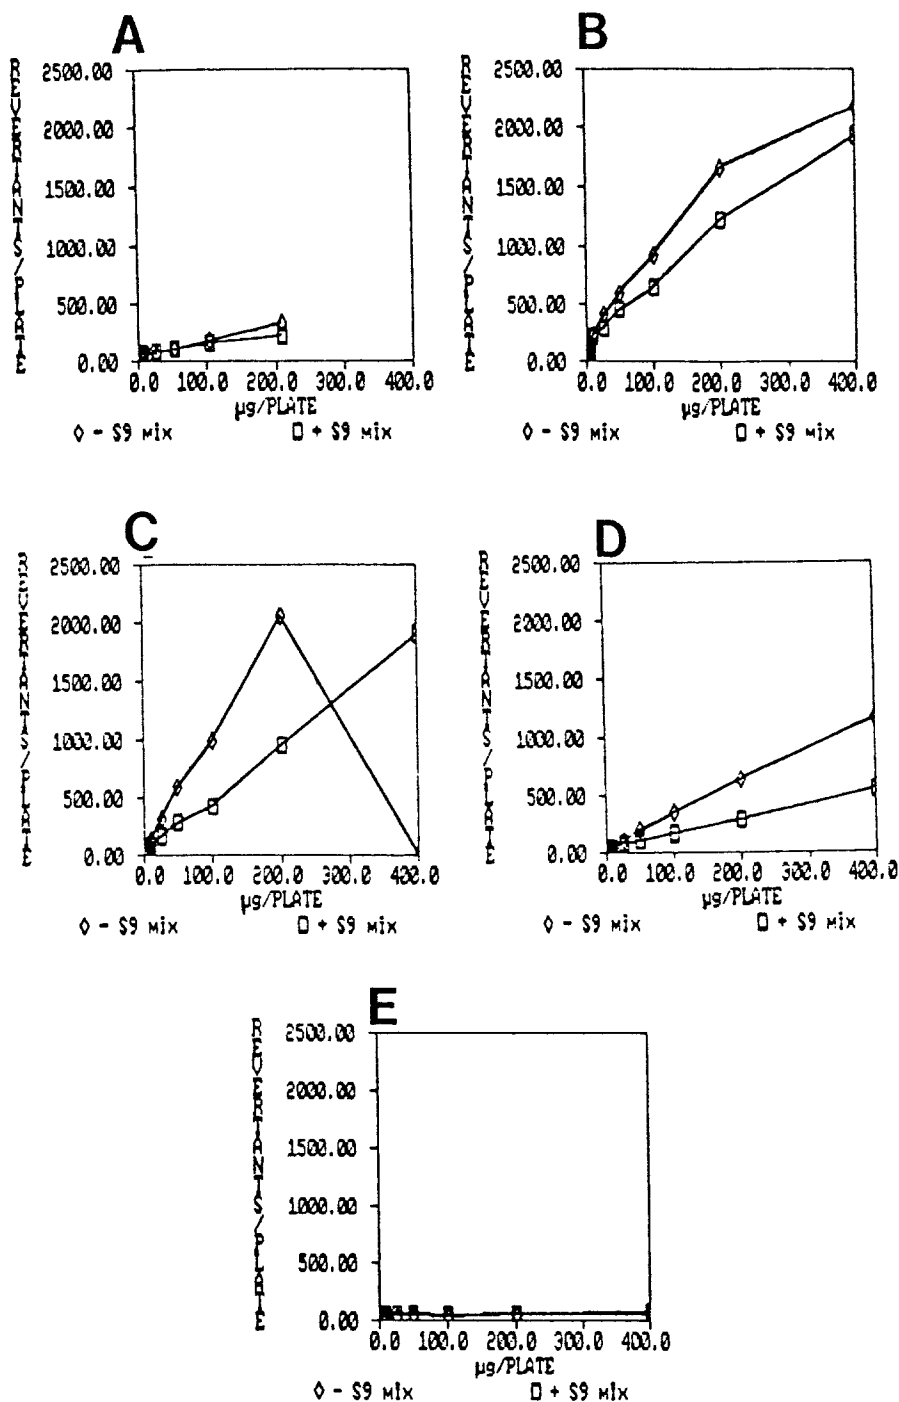 A
B
REVERTANTS/PLATE
2500.00
2000.00
1500.00
1000.00
500.00
0.00
0.0 100.0 200.0 300.0 400.0
µg/PLATE
◊ - S9 MIX □ + S9 MIX
REVERTANTS/PLATE
2500.00
2000.00
1500.00
1000.00
500.00
0.00
0.0 100.0 200.0 300.0 400.0
µg/PLATE
◊ - S9 MIX □ + S9 MIX
C
D
REVERTANTS/PLATE
2500.00
2000.00
1500.00
1000.00
500.00
0.00
0.0 100.0 200.0 300.0 400.0
µg/PLATE
◊ - S9 MIX □ + S9 MIX
REVERTANTS/PLATE
2500.00
2000.00
1500.00
1000.00
500.00
0.00
0.0 100.0 200.0 300.0 400.0
µg/PLATE
◊ - S9 MIX □ + S9 MIX
E
REVERTANTS/PLATE
2500.00
2000.00
1500.00
1000.00
500.00
0.00
0.0 100.0 200.0 300.0 400.0
µg/PLATE
◊ - S9 MIX □ + S9 MIX